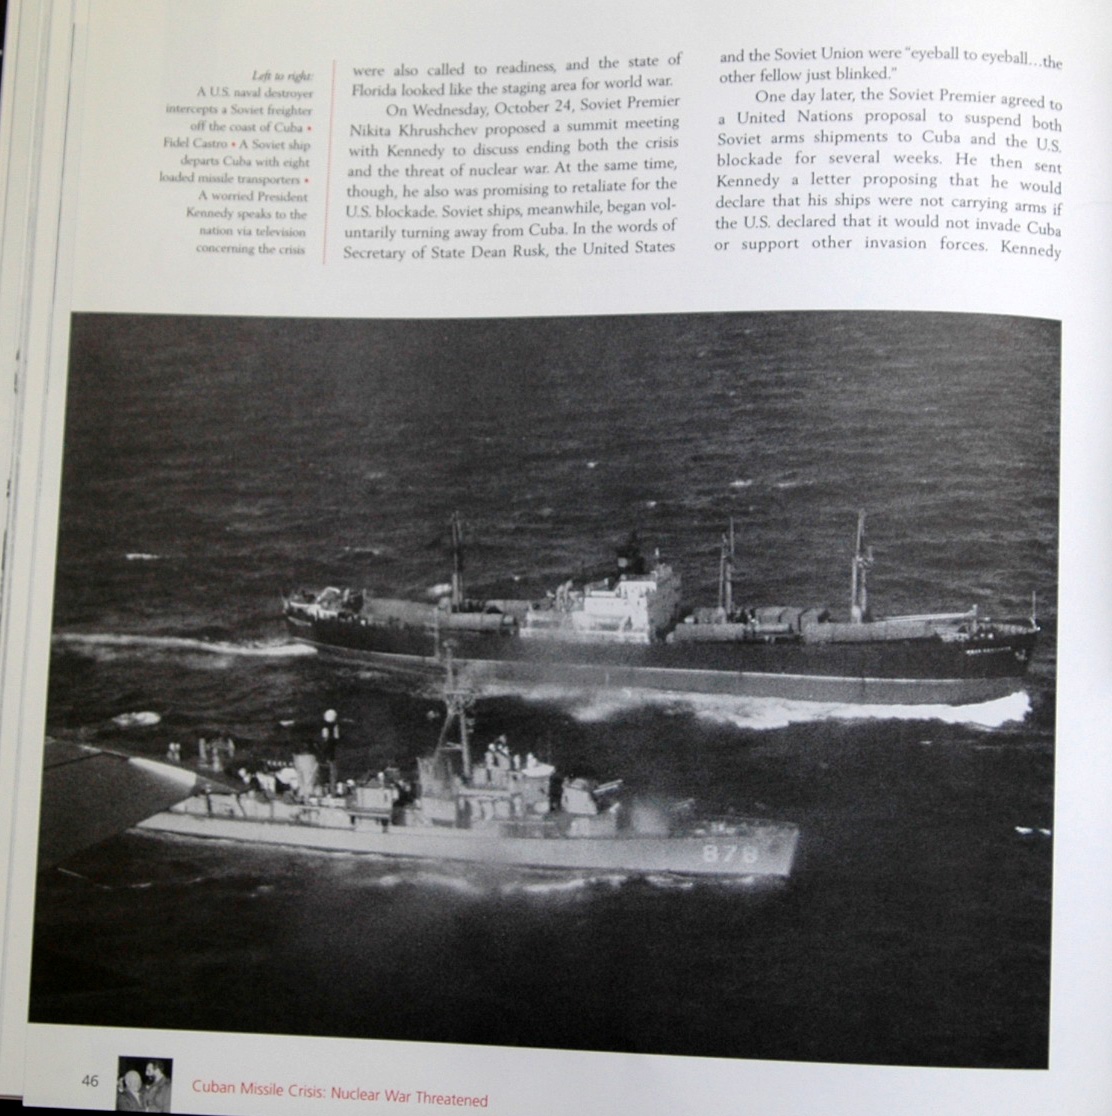 Left to right:
A U.S. naval destroyer
intercepts a Soviet freighter
off the coast of Cuba •
Fidel Castro • A Soviet ship
departs Cuba with eight
loaded missile transporters •
A worried President
Kennedy speaks to the
nation via television
concerning the crisis
were also called to readiness, and the state of
Florida looked like the staging area for world war.
On Wednesday, October 24, Soviet Premier
Nikita Khrushchev proposed a summit meeting
with Kennedy to discuss ending both the crisis
and the threat of nuclear war. At the same time,
though, he also was promising to retaliate for the
U.S. blockade. Soviet ships, meanwhile, began vol-
untarily turning away from Cuba. In the words of
Secretary of State Dean Rusk, the United States
and the Soviet Union were “eyeball to eyeball...the
other fellow just blinked.”
One day later, the Soviet Premier agreed to
a United Nations proposal to suspend both
Soviet arms shipments to Cuba and the U.S.
blockade for several weeks. He then sent
Kennedy a letter proposing that he would
declare that his ships were not carrying arms if
the U.S. declared that it would not invade Cuba
or support other invasion forces. Kennedy
878
46
Cuban Missile Crisis: Nuclear War Threatened